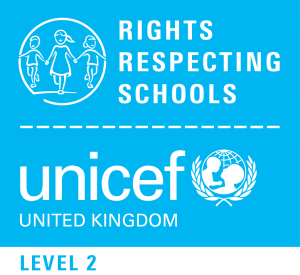 RIGHTS
RESPECTING
SCHOOLS
unicef
UNITED KINGDOM
LEVEL 2